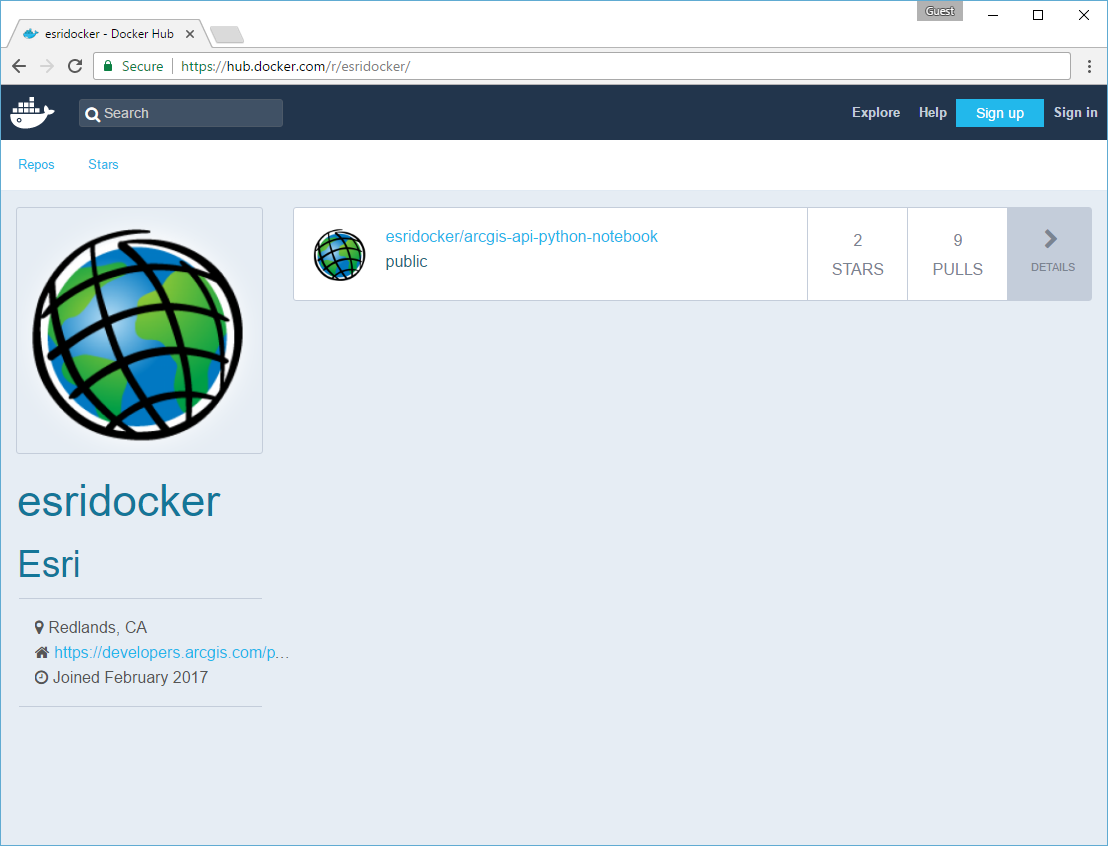 Guest
esridocker - Docker Hub
Secure https://hub.docker.com/r/esridocker/
Search Explore Help Sign up Sign in
Repos Stars
esridocker/arcgis-api-python-notebook
public
2
STARS
9
PULLS
DETAILS
esridocker
Esri
Redlands, CA
https://developers.arcgis.com/p...
Joined February 2017